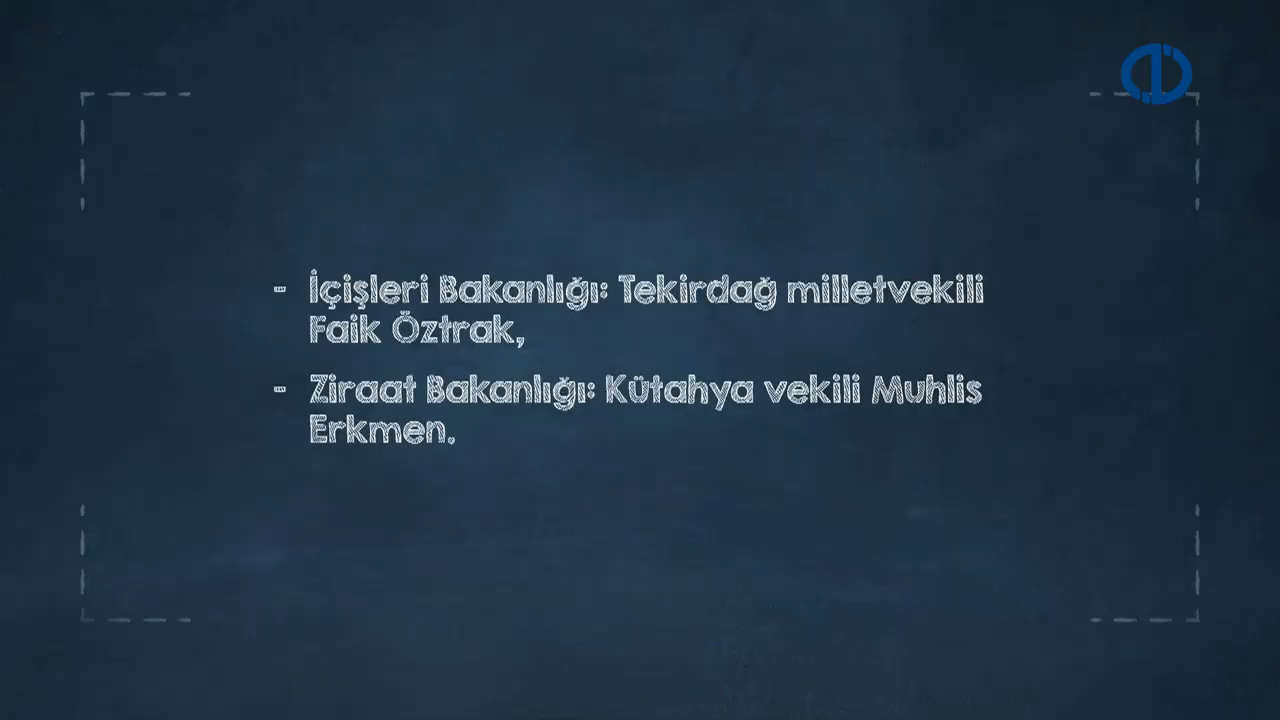 - İçişleri Bakanlığı: Tekirdağ milletvekili
Faik Öztrak,
- Ziraat Bakanlığı: Kütahya vekili Muhlis
Erkmen.